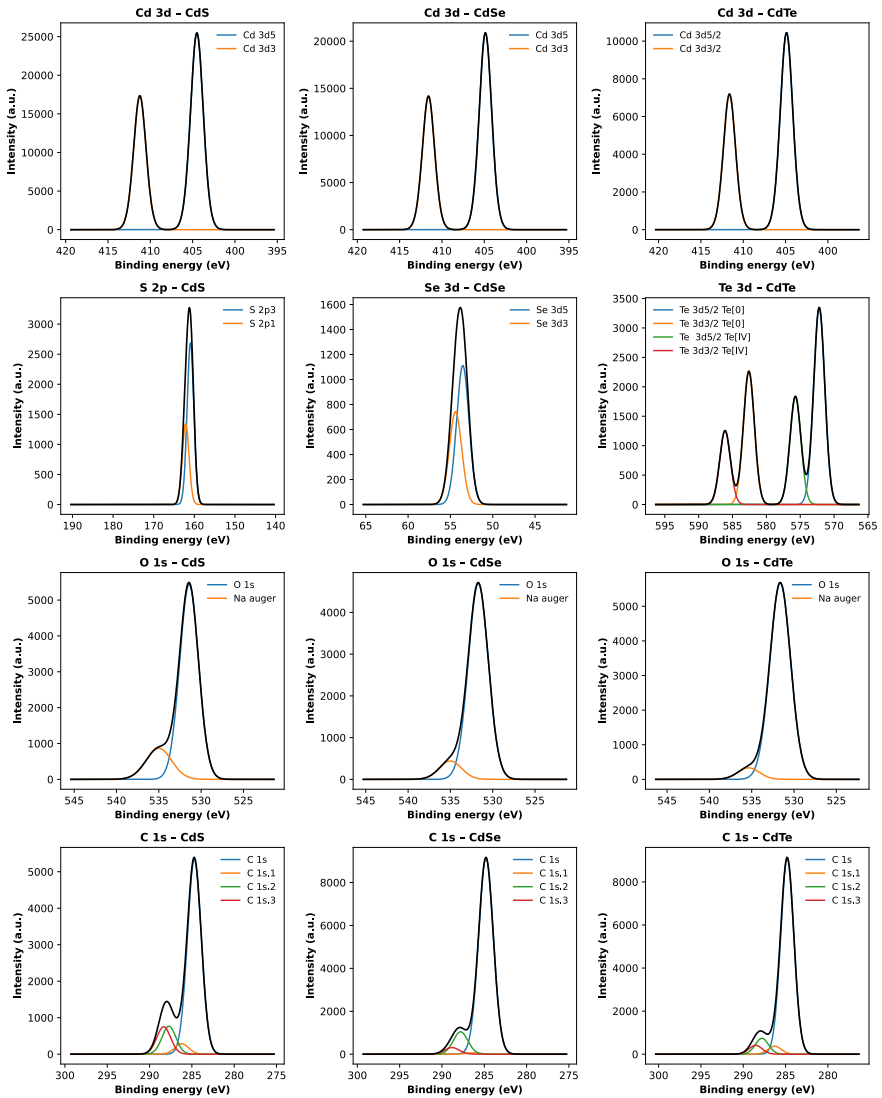 Cd 3d – CdS
Intensity (a.u.)
25000
20000
15000
10000
5000
0
Cd 3d5
Cd 3d3
420 415 410 405 400 395
Binding energy (eV)
Cd 3d – CdSe
Intensity (a.u.)
20000
15000
10000
5000
0
Cd 3d5
Cd 3d3
420 415 410 405 400 395
Binding energy (eV)
Cd 3d – CdTe
Intensity (a.u.)
10000
8000
6000
4000
2000
0
Cd 3d5/2
Cd 3d3/2
420 415 410 405 400
Binding energy (eV)
S 2p – CdS
Intensity (a.u.)
3000
2500
2000
1500
1000
500
0
S 2p3
S 2p1
190 180 170 160 150 140
Binding energy (eV)
Se 3d – CdSe
Intensity (a.u.)
1600
1400
1200
1000
800
600
400
200
0
Se 3d5
Se 3d3
65 60 55 50 45
Binding energy (eV)
Te 3d – CdTe
Intensity (a.u.)
3500
3000
2500
2000
1500
1000
500
0
Te 3d5/2 Te[0]
Te 3d3/2 Te[0]
Te  3d5/2 Te[IV]
Te 3d3/2 Te[IV]
595 590 585 580 575 570 565
Binding energy (eV)
O 1s – CdS
Intensity (a.u.)
5000
4000
3000
2000
1000
0
O 1s
Na auger
545 540 535 530 525
Binding energy (eV)
O 1s – CdSe
Intensity (a.u.)
4000
3000
2000
1000
0
O 1s
Na auger
545 540 535 530 525
Binding energy (eV)
O 1s – CdTe
Intensity (a.u.)
5000
4000
3000
2000
1000
0
O 1s
Na auger
545 540 535 530 525
Binding energy (eV)
C 1s – CdS
Intensity (a.u.)
5000
4000
3000
2000
1000
0
C 1s
C 1s,1
C 1s.2
C 1s.3
300 295 290 285 280 275
Binding energy (eV)
C 1s – CdSe
Intensity (a.u.)
8000
6000
4000
2000
0
C 1s
C 1s,1
C 1s.2
C 1s.3
300 295 290 285 280 275
Binding energy (eV)
C 1s – CdTe
Intensity (a.u.)
8000
6000
4000
2000
0
C 1s
C 1s,1
C 1s.2
C 1s.3
300 295 290 285 280
Binding energy (eV)